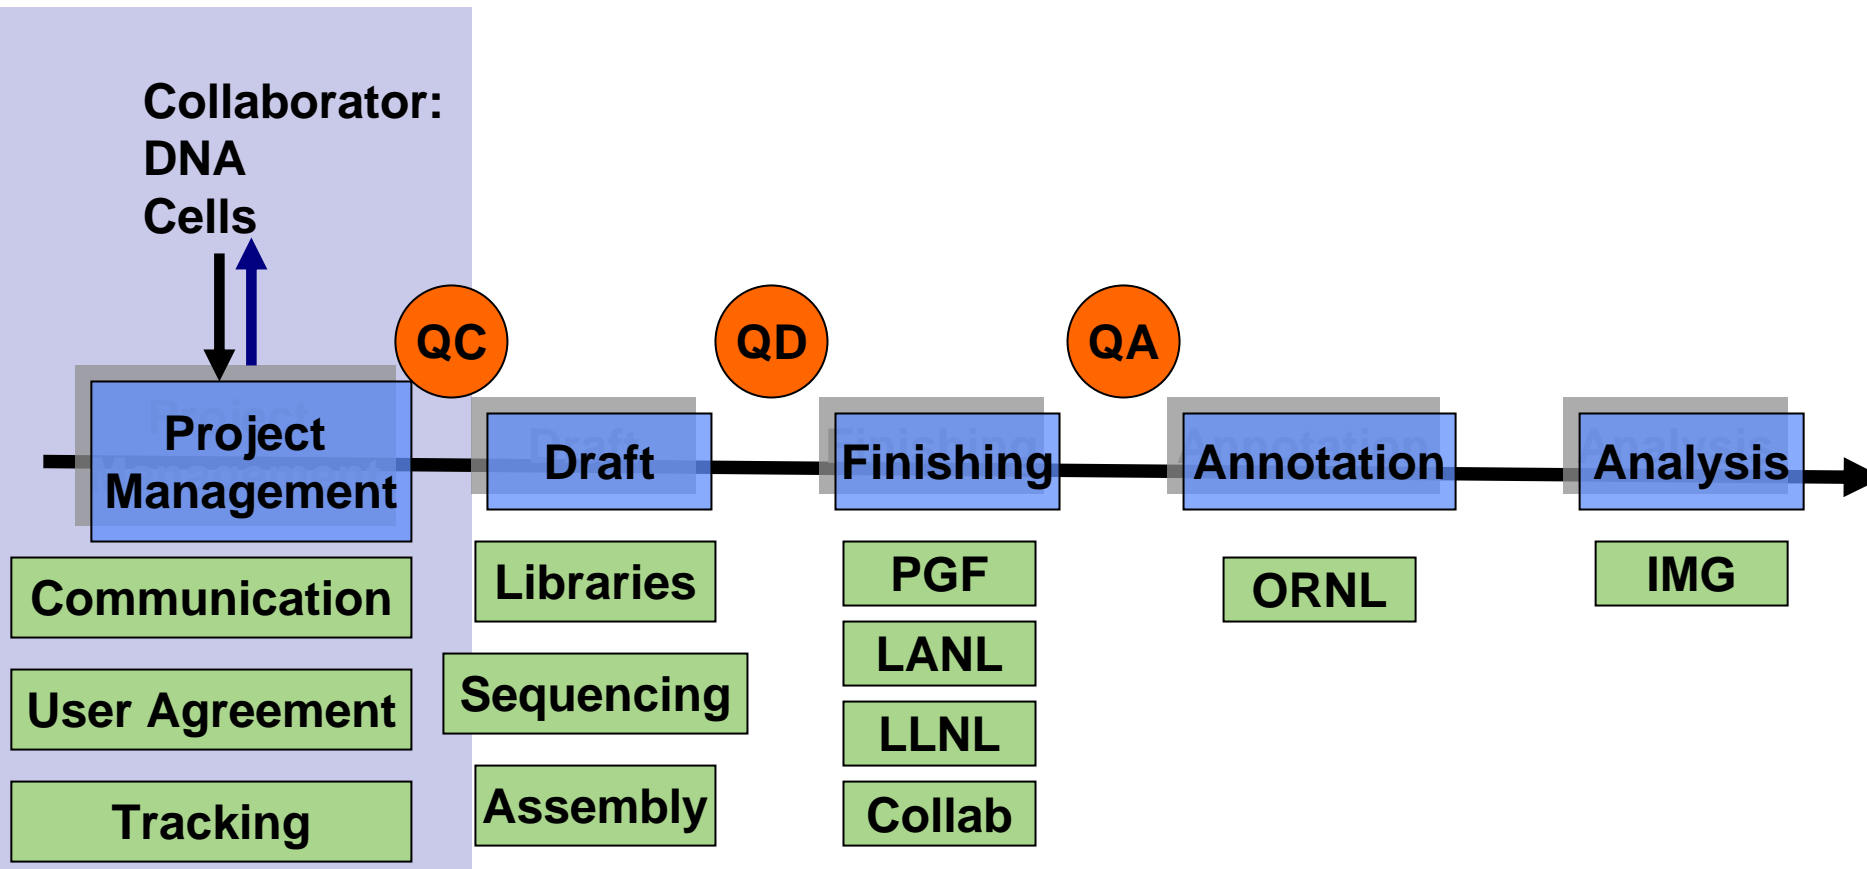 Collaborator:
DNA
Cells
QC
QD
QA
Project
Management
Draft
Finishing
Annotation
Analysis
Communication
User Agreement
Tracking
Libraries
Sequencing
Assembly
PGF
LANL
LLNL
Collab
ORNL
IMG